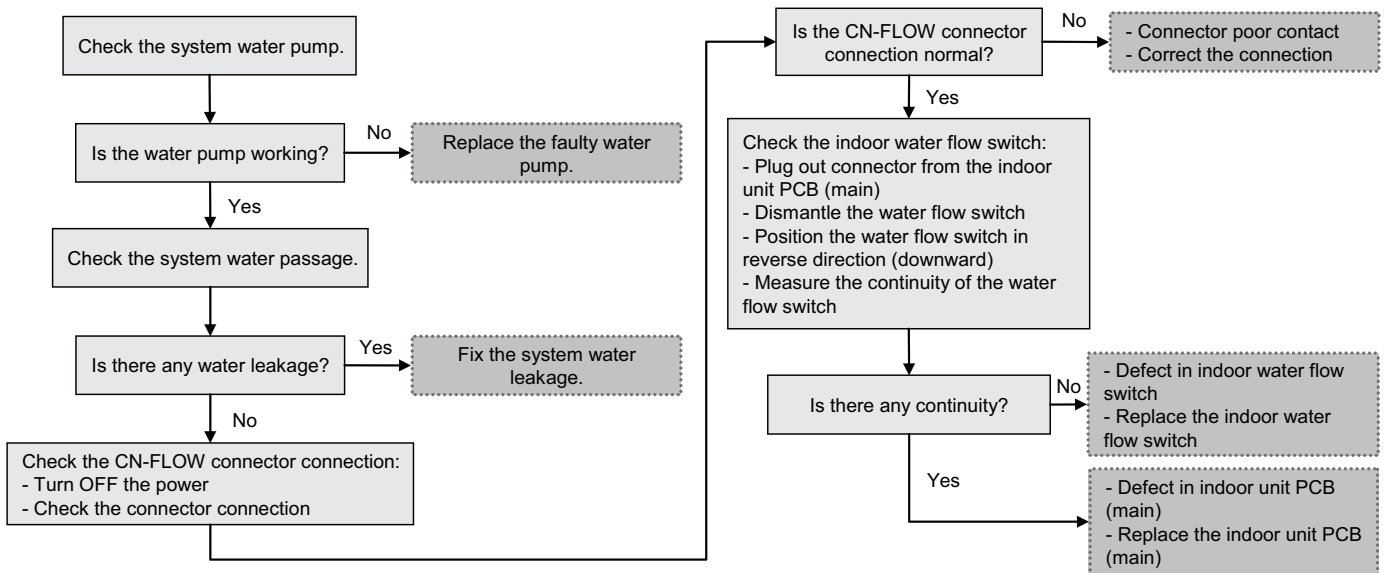 Check the system water pump.
Is the water pump working?
No
Replace the faulty water
pump.
Yes
Check the system water passage.
Is there any water leakage?
Yes
Fix the system water
leakage.
No
Check the CN-FLOW connector connection:
- Turn OFF the power
- Check the connector connection
Is the CN-FLOW connector
connection normal?
No
- Connector poor contact
- Correct the connection
Yes
Check the indoor water flow switch:
- Plug out connector from the indoor
unit PCB (main)
- Dismantle the water flow switch
- Position the water flow switch in
reverse direction (downward)
- Measure the continuity of the water
flow switch
Is there any continuity?
No
- Defect in indoor water flow
switch
- Replace the indoor water
flow switch
Yes
- Defect in indoor unit PCB
(main)
- Replace the indoor unit PCB
(main)